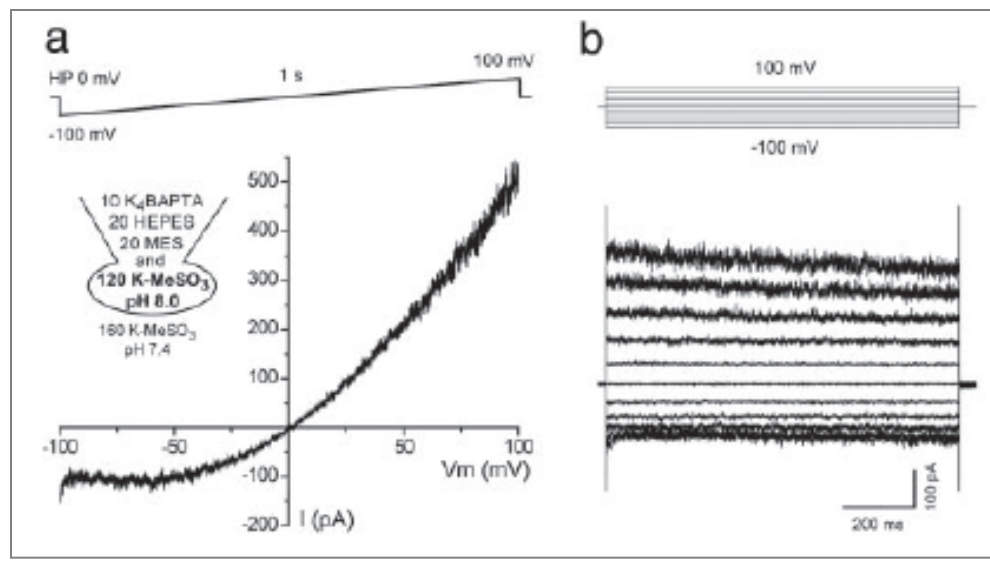 a
HP 0 mV
1 s
100 mV
-100 mV
10 K₄BAPTA
20 HEPES
20 MES
and
120 K-MeSO₃
pH 8.0
160 K-MeSO₃
pH 7.4
500
400
300
200
100
-100
-50
50
100
Vm (mV)
-100
-200
I (pA)
b
100 mV
-100 mV
100 pA
200 ms